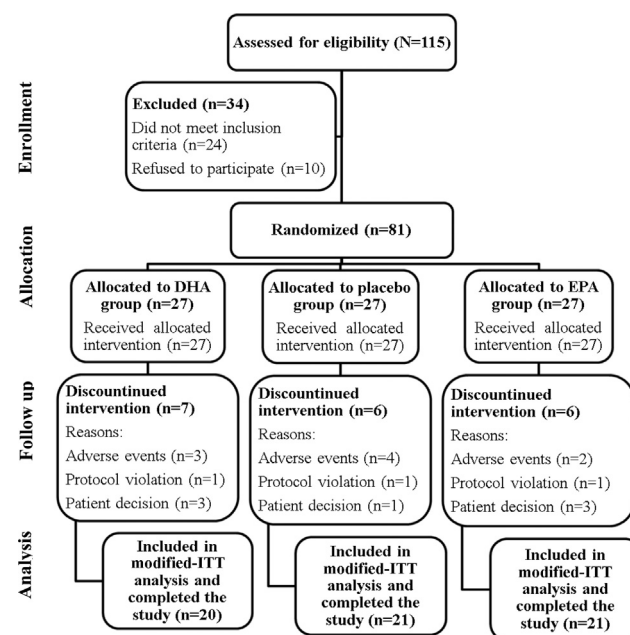 Assessed for eligibility (N=115)
Enrollment
Excluded (n=34)
Did not meet inclusion
criteria (n=24)
Refused to participate (n=10)
Randomized (n=81)
Allocation
Allocated to DHA
group (n=27)
Received allocated
intervention (n=27)
Allocated to placebo
group (n=27)
Received allocated
intervention (n=27)
Allocated to EPA
group (n=27)
Received allocated
intervention (n=27)
Follow up
Discontinued
intervention (n=7)
Reasons:
Adverse events (n=3)
Protocol violation (n=1)
Patient decision (n=3)
Discontinued
intervention (n=6)
Reasons:
Adverse events (n=4)
Protocol violation (n=1)
Patient decision (n=1)
Discontinued
intervention (n=6)
Reasons:
Adverse events (n=2)
Protocol violation (n=1)
Patient decision (n=3)
Analysis
Included in
modified-ITT
analysis and
completed the
study (n=20)
Included in
modified-ITT
analysis and
completed the
study (n=21)
Included in
modified-ITT
analysis and
completed the
study (n=21)